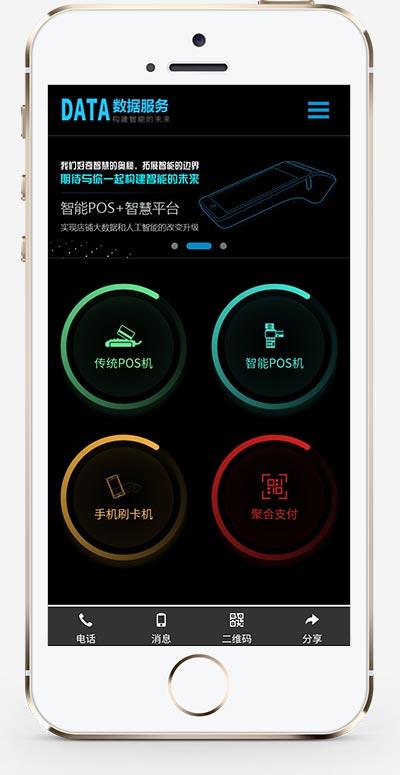 DATA 数据服务
构建智能的未来
我们好奇智慧的奥秘，拓展智能的边界
期待与你一起构建智能的未来
智能POS+智慧平台
实现店铺大数据和人工智能的改变升级
传统POS机
智能POS机
手机刷卡机
聚合支付
电话
消息
二维码
分享